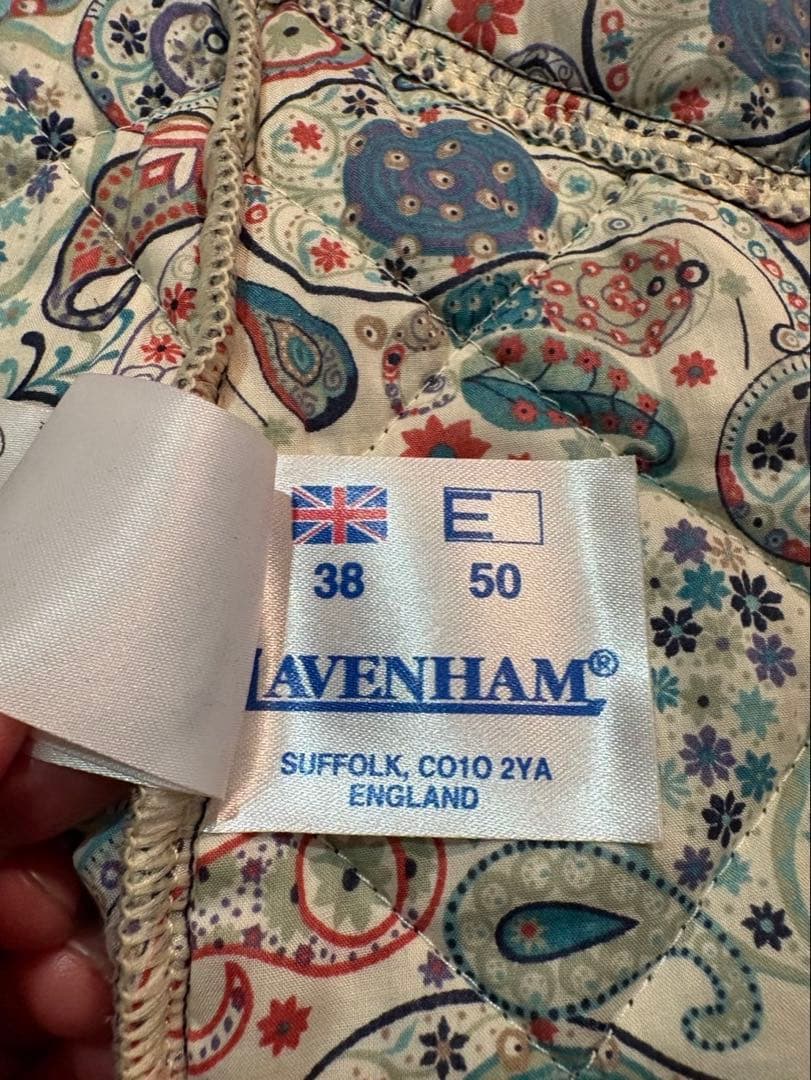 38 E 50
LAVENHAM®
SUFFOLK, CO10 2YA
ENGLAND